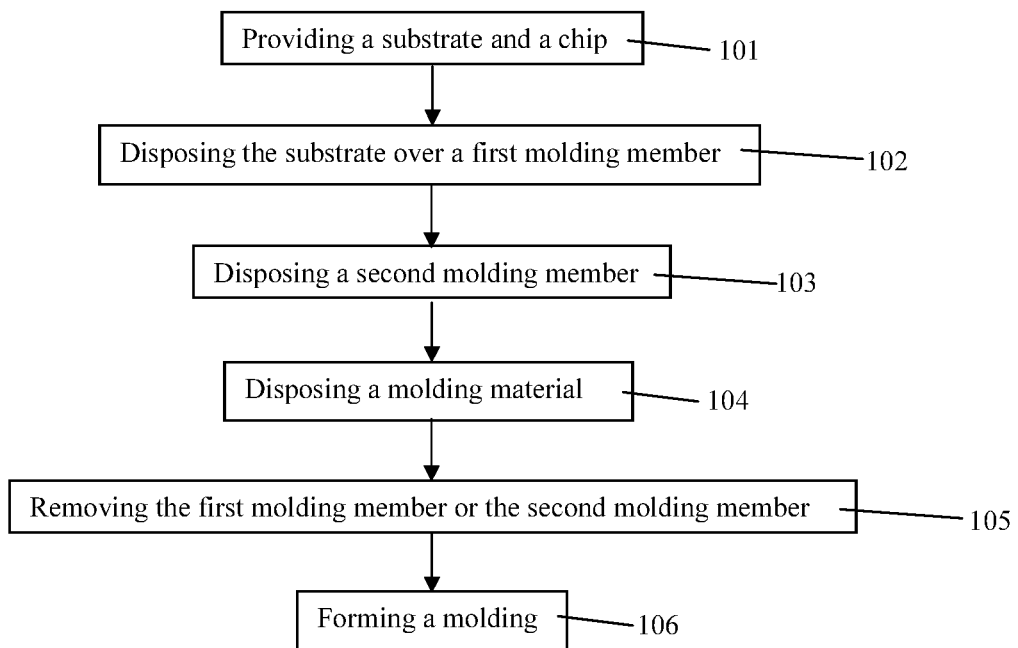 Providing a substrate and a chip
101
Disposing the substrate over a first molding member
102
Disposing a second molding member
103
Disposing a molding material
104
Removing the first molding member or the second molding member
105
Forming a molding
106